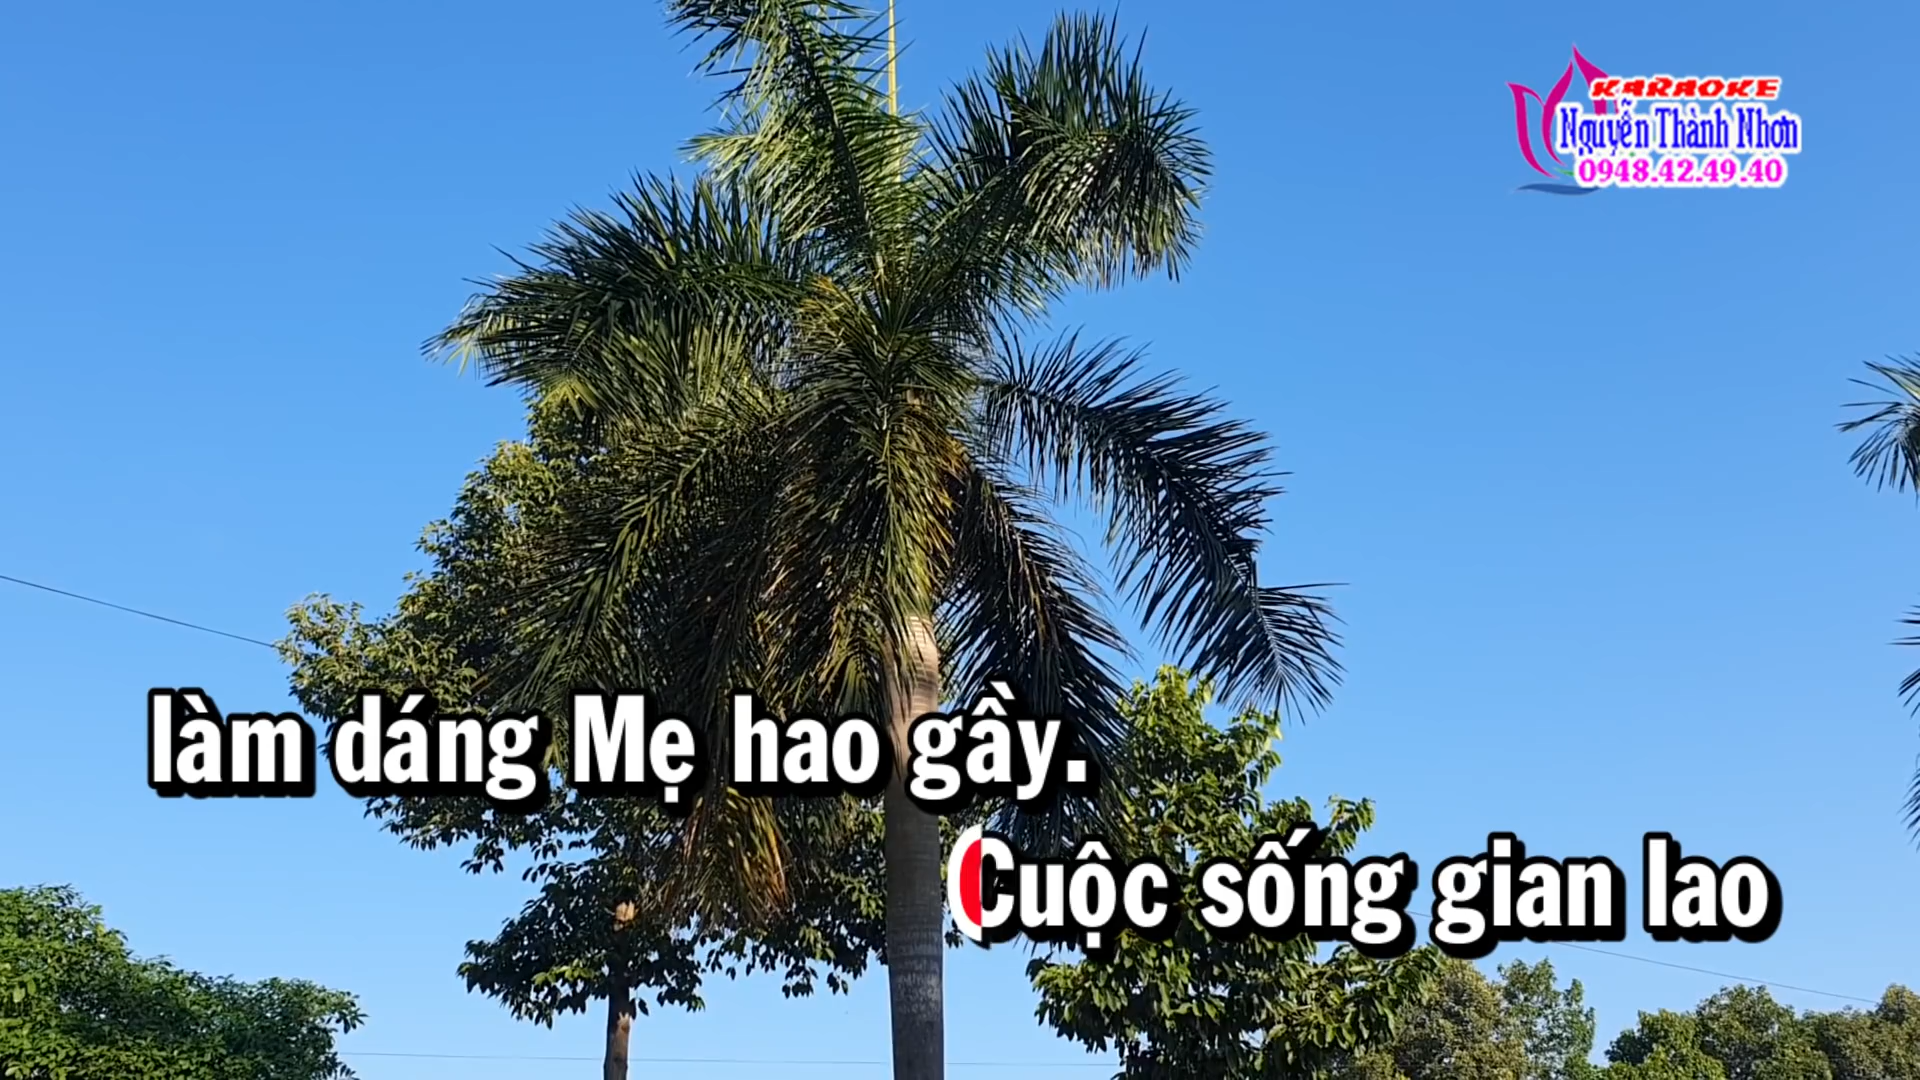 KARAOKE
Nguyễn Thành Nhơn
0948.42.49.40
làm dáng Mẹ hao gầy.
Cuộc sống gian lao